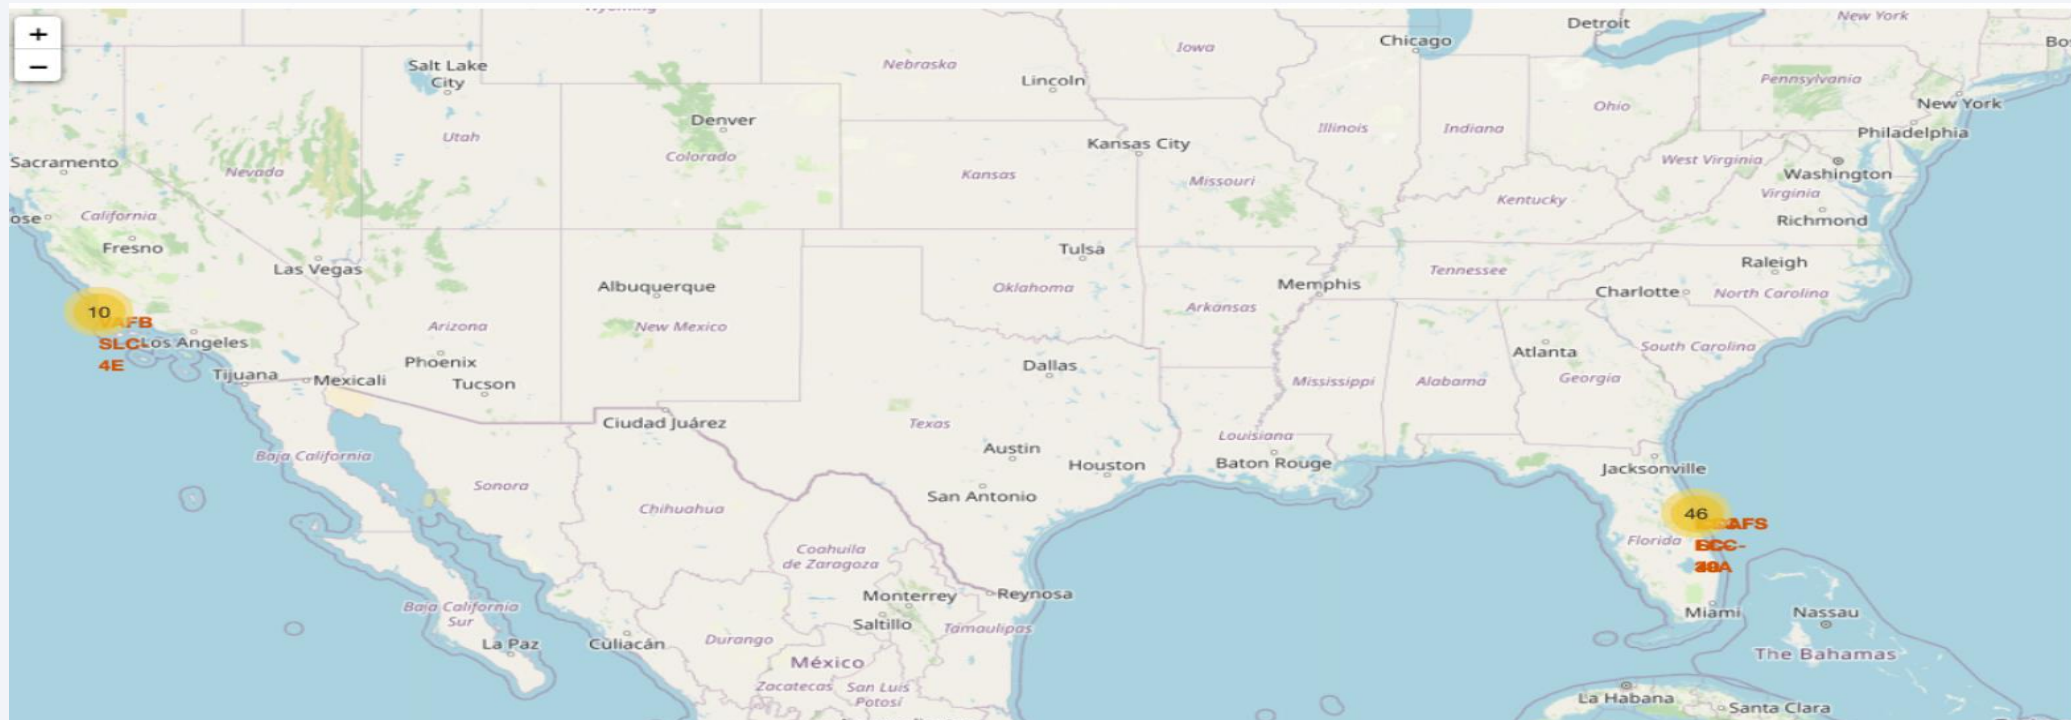 +
−
Wyoming
Detroit
New York
Chicago
Iowa
Salt Lake
City
Nebraska
Lincoln
Pennsylvania
New York
Ohio
Denver
Utah
Illinois
Indiana
Philadelphia
Kansas City
Colorado
Sacramento
West Virginia
Nevada
Kansas
Missouri
Washington
Virginia
Kentucky
California
Richmond
Fresno
Tulsa
Las Vegas
Raleigh
Tennessee
Albuquerque
Oklahoma
Memphis
Charlotte
North Carolina
Arkansas
10
VAFB
SLC-
4E
Los Angeles
Arizona
New Mexico
South Carolina
Atlanta
Phoenix
Dallas
Tijuana
Mexicali
Tucson
Mississippi
Alabama
Georgia
Ciudad Juárez
Texas
Louisiana
Austin
Baja California
Houston
Baton Rouge
Jacksonville
Sonora
San Antonio
Chihuahua
46
Florida
Coahuila
de Zaragoza
Monterrey
Reynosa
Baja California
Sur
Saltillo
Tamaulipas
Miami
Nassau
La Paz
Culiacán
Durango
México
The Bahamas
Zacatecas
San Luis
Potosí
La Habana
Santa Clara